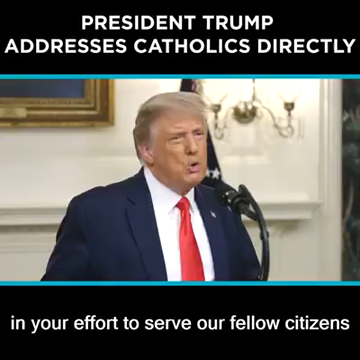 PRESIDENT TRUMP
ADDRESSES CATHOLICS DIRECTLY
in your effort to serve our fellow citizens